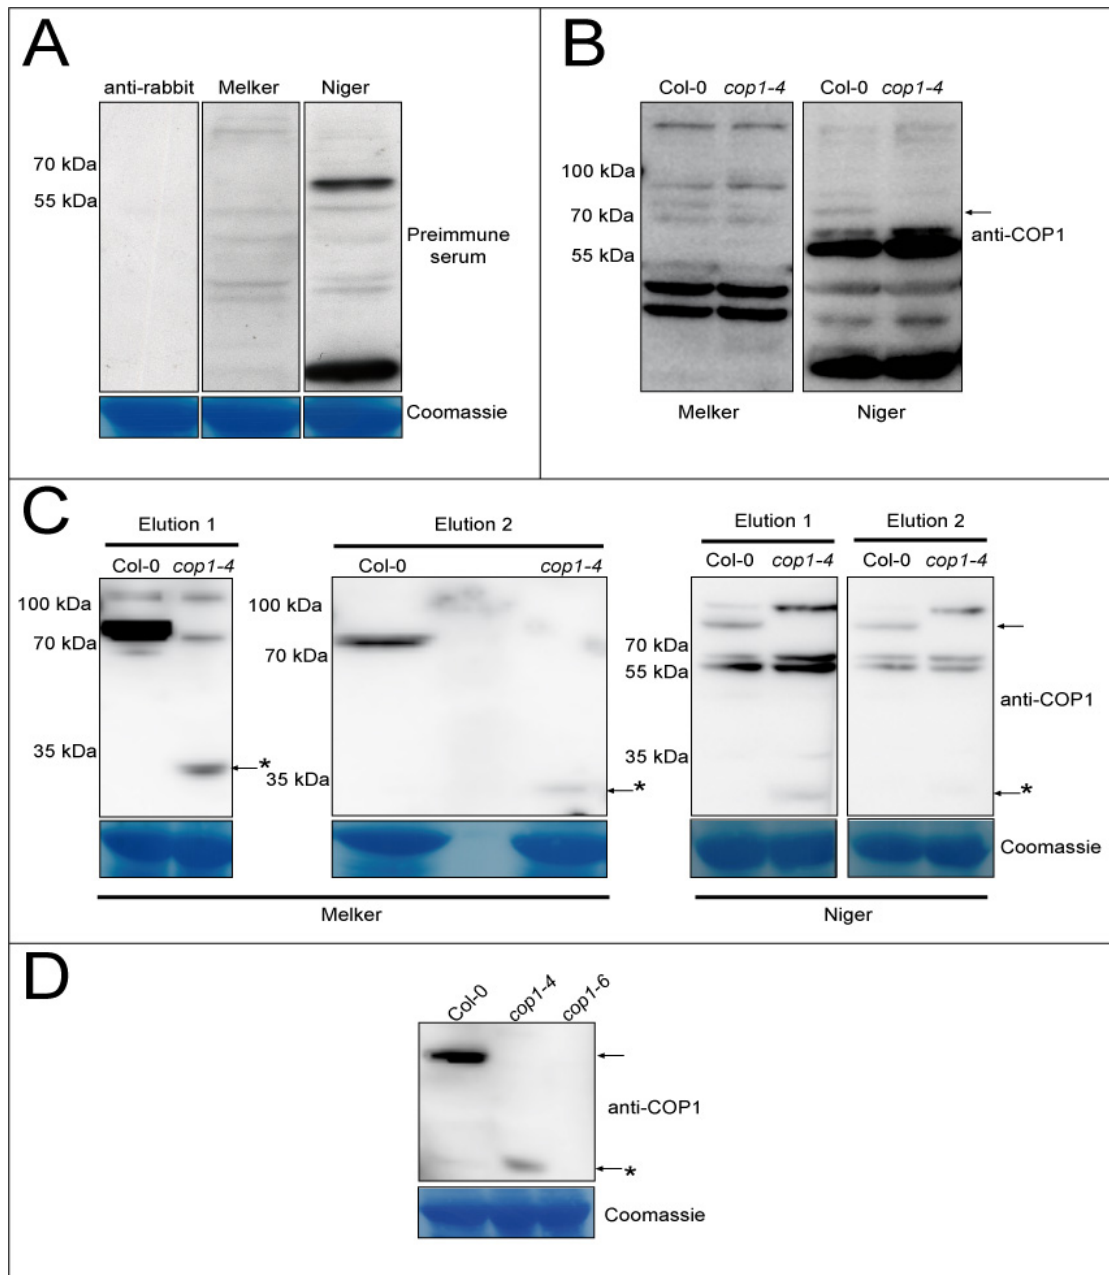 A
anti-rabbit Melker Niger
70 kDa
55 kDa
Preimmune
serum
Coomassie
B
Col-0 cop1-4 Col-0 cop1-4
100 kDa
70 kDa
55 kDa
anti-COP1
Melker Niger
C
Elution 1 Elution 2 Elution 1 Elution 2
Col-0 cop1-4 Col-0 cop1-4 Col-0 cop1-4 Col-0 cop1-4
100 kDa 100 kDa
70 kDa 70 kDa 70 kDa
55 kDa
anti-COP1
35 kDa 35 kDa 35 kDa
* * *
Coomassie
Melker Niger
D
Col-0 cop1-4 cop1-6
anti-COP1
*
Coomassie